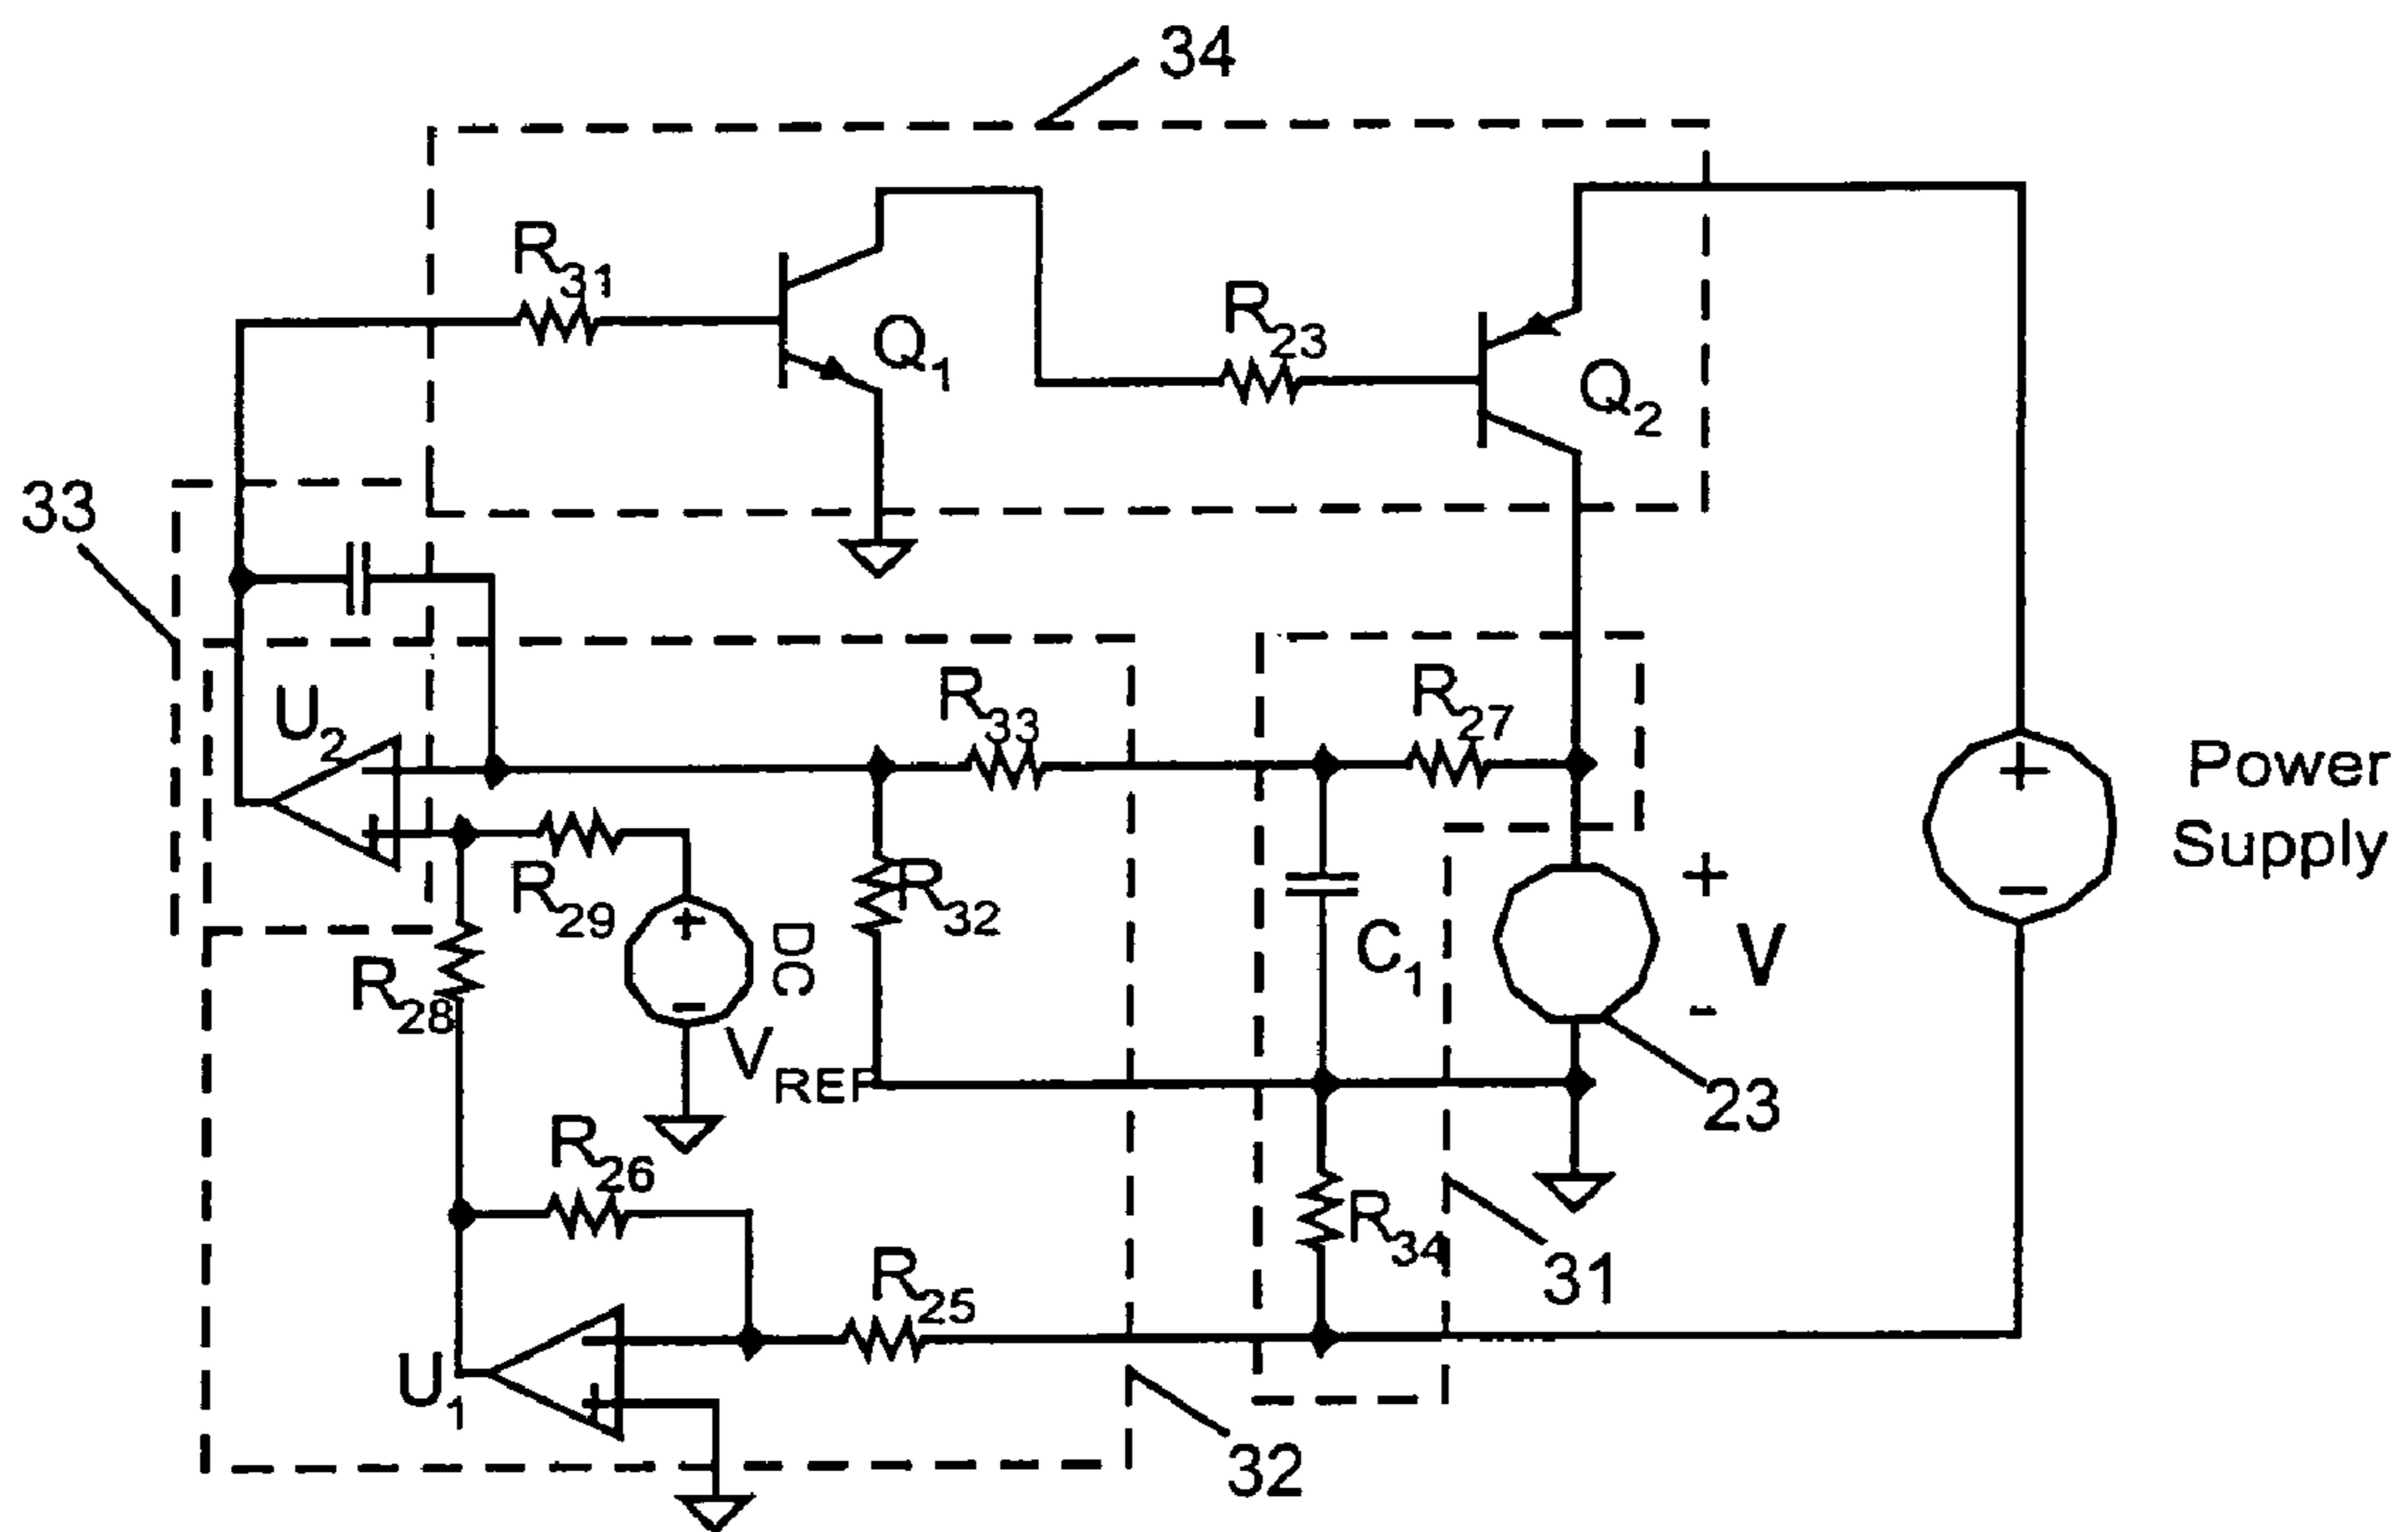 34
R31
Q1
R23
Q2
33
U2
R33
R27
Power
Supply
+
-
+
V
-
R29
R32
C1
R28
+
-
DC
VREF
23
R26
R34
31
R25
U1
32